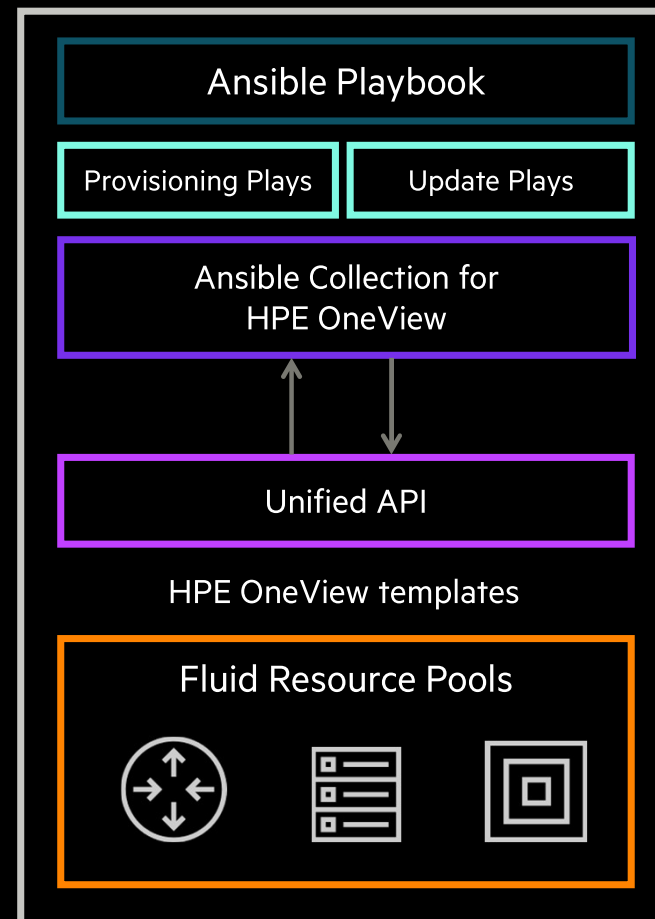 Ansible Playbook
Provisioning Plays
Update Plays
Ansible Collection for
HPE OneView
Unified API
HPE OneView templates
Fluid Resource Pools